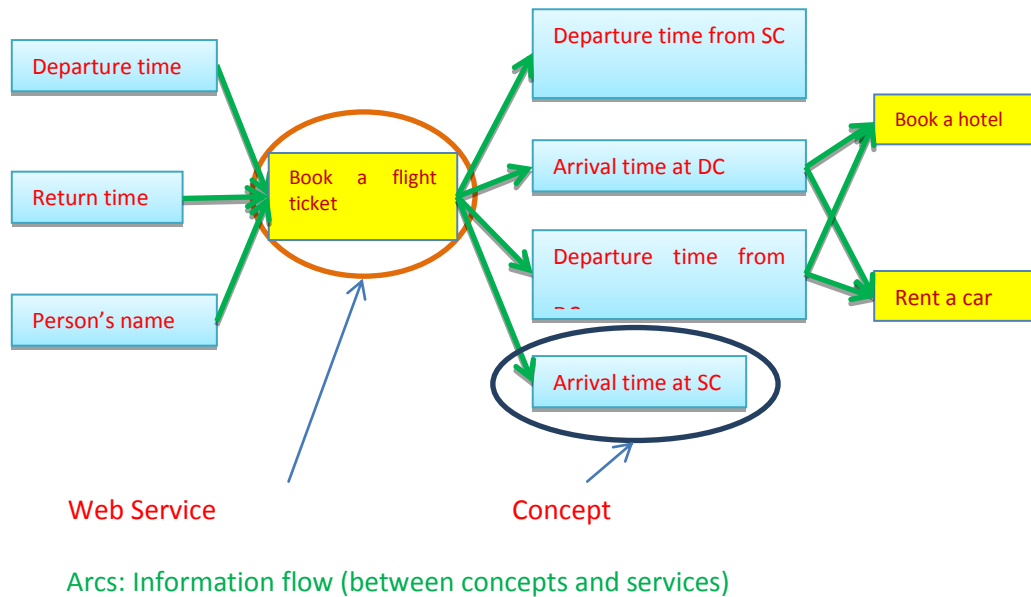 Departure time
Return time
Person's name
Book a flight
ticket
Departure time from SC
Arrival time at DC
Departure time from
Arrival time at SC
Book a hotel
Rent a car
Web Service
Concept
Arcs: Information flow (between concepts and services)